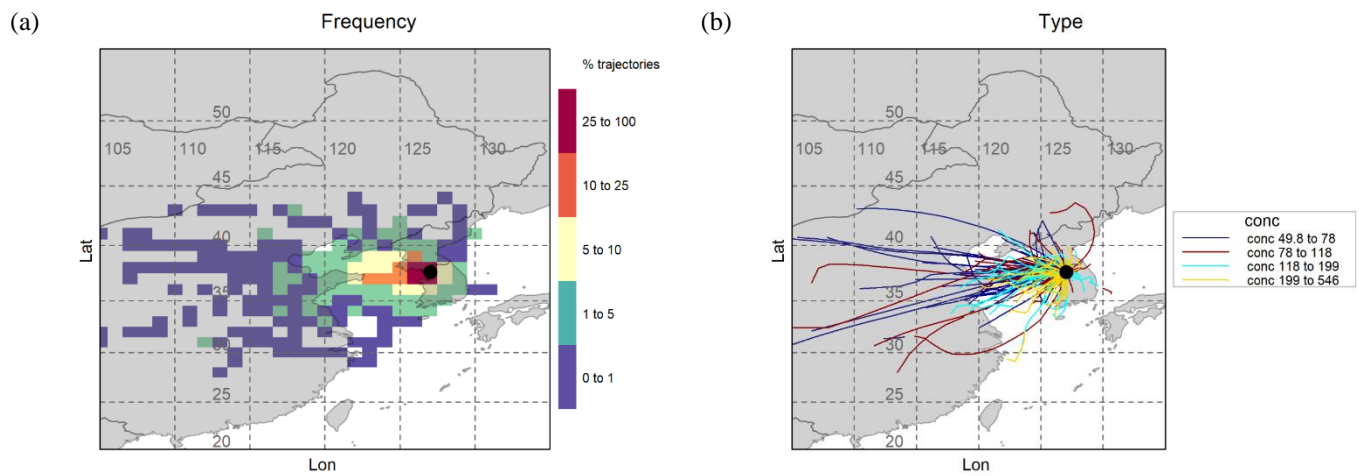 (a)
Frequency
50
105
110
115
120
125
130
45
40
35
30
25
20
Lat
Lon
% trajectories
25 to 100
10 to 25
5 to 10
1 to 5
0 to 1
(b)
Type
50
105
110
115
120
125
130
45
40
35
30
25
20
Lat
Lon
conc
conc 49.8 to 78
conc 78 to 118
conc 118 to 199
conc 199 to 546